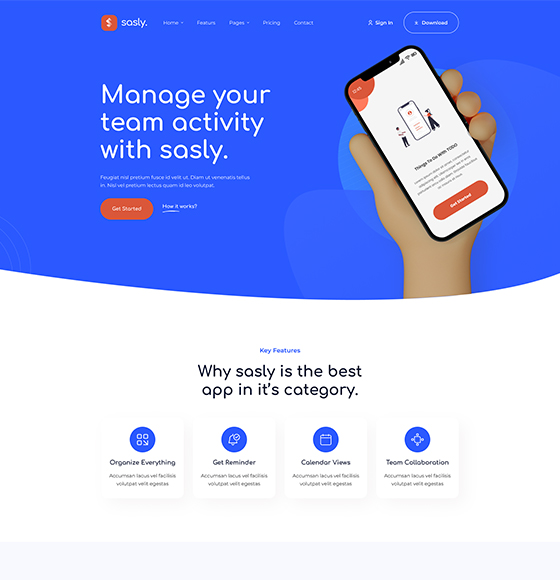 sasly.
Home
Featurs
Pages
Pricing
Contact
Sign In
Download
Manage your
team activity
with sasly.
Feugiat nisl pretium fusce id velit ut. Diam ut venenatis tellus
in. Nisl vel pretium lectus quam id leo volutpat.
Get Started
How it works?
12:45
Things To Do With TODO
Get Started
Key Features
Why sasly is the best
app in it's category.
Organize Everything
Accumsan lacus vel facilisis
volutpat velit egestas
Get Reminder
Accumsan lacus vel facilisis
volutpat velit egestas
Calendar Views
Accumsan lacus vel facilisis
volutpat velit egestas
Team Collaboration
Accumsan lacus vel facilisis
volutpat velit egestas